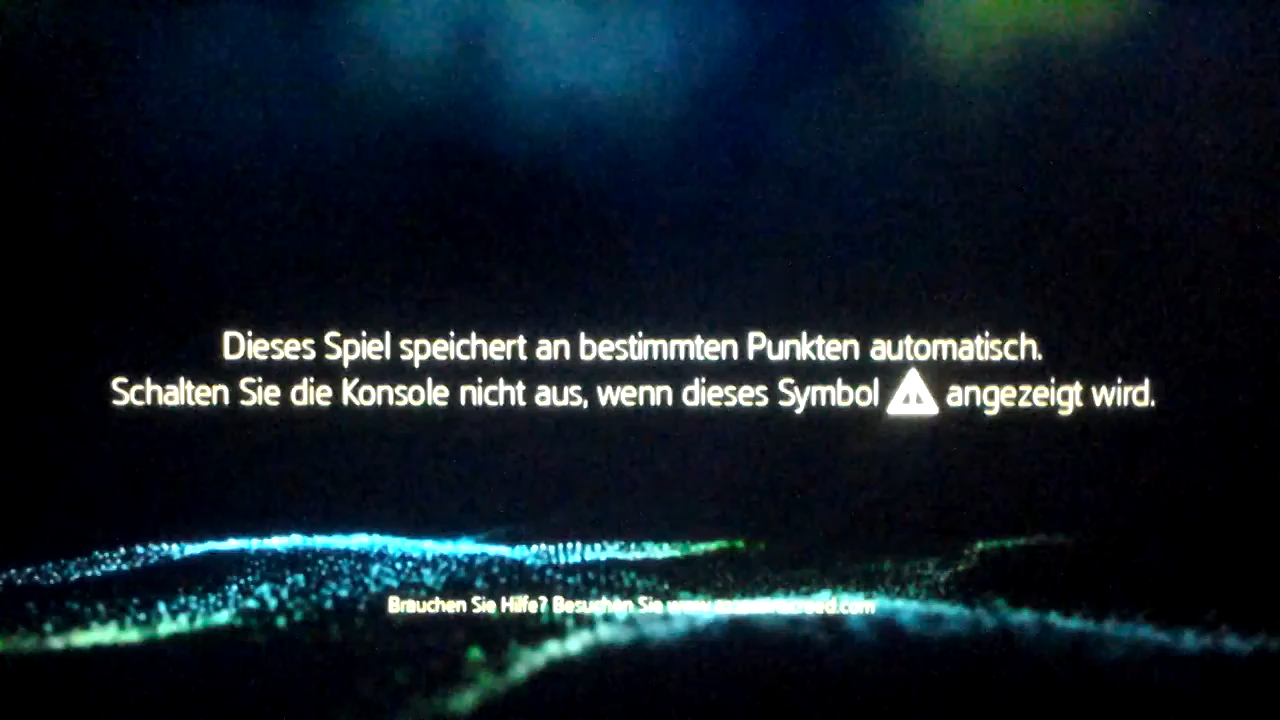 Dieses Spiel speichert an bestimmten Punkten automatisch.
Schalten Sie die Konsole nicht aus, wenn dieses Symbol angezeigt wird.
Brauchen Sie Hilfe? Besuchen Sie